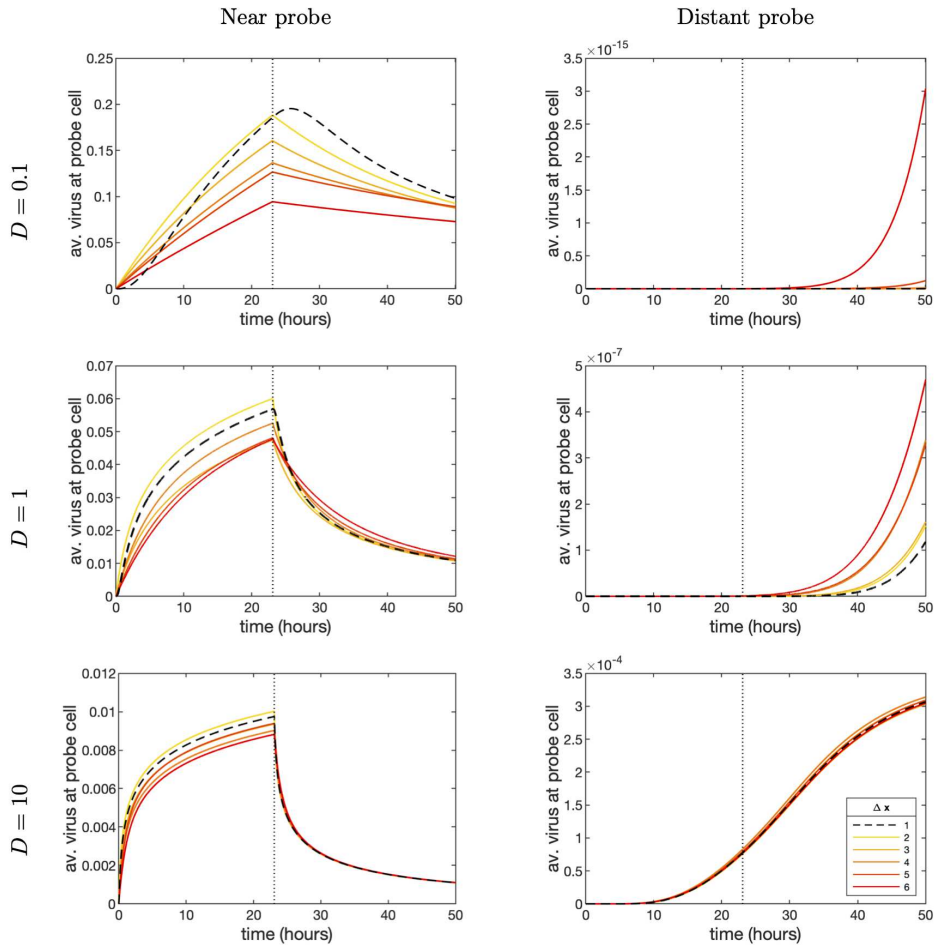 Near probe
Distant probe
D = 0.1
av. virus at probe cell
0.25
0.2
0.15
0.1
0.05
0
0 10 20 30 40 50
time (hours)
×10⁻¹⁵
av. virus at probe cell
3.5
3
2.5
2
1.5
1
0.5
0
0 10 20 30 40 50
time (hours)
D = 1
av. virus at probe cell
0.07
0.06
0.05
0.04
0.03
0.02
0.01
0
0 10 20 30 40 50
time (hours)
×10⁻⁷
av. virus at probe cell
5
4
3
2
1
0
0 10 20 30 40 50
time (hours)
D = 10
av. virus at probe cell
0.012
0.01
0.008
0.006
0.004
0.002
0
0 10 20 30 40 50
time (hours)
×10⁻⁴
av. virus at probe cell
3.5
3
2.5
2
1.5
1
0.5
0
0 10 20 30 40 50
time (hours)
Δ x
1
2
3
4
5
6